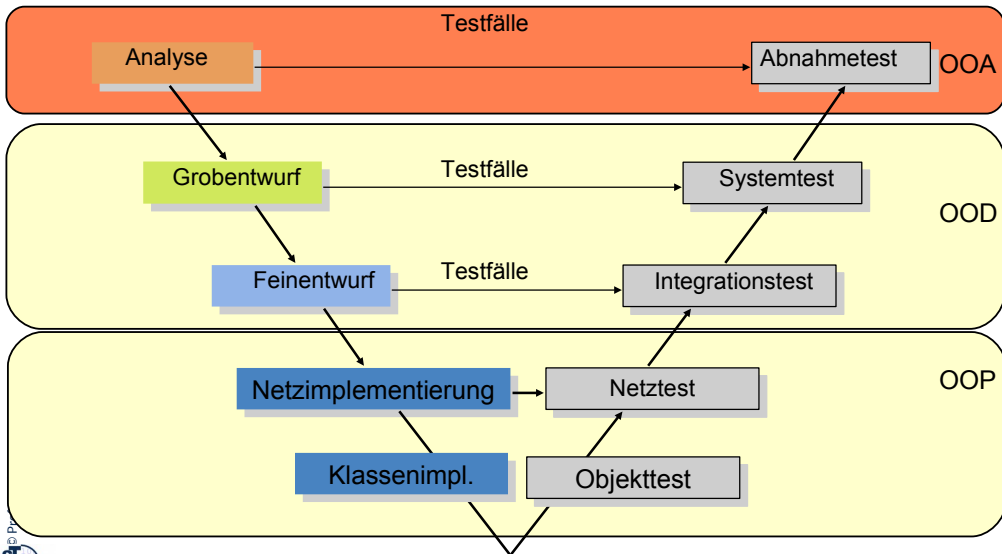 Testfälle
Analyse
Abnahmetest
OOA
Grobentwurf
Testfälle
Systemtest
OOD
Feinentwurf
Testfälle
Integrationstest
Netzimplementierung
Netztest
OOP
Klassenimpl.
Objekttest
©